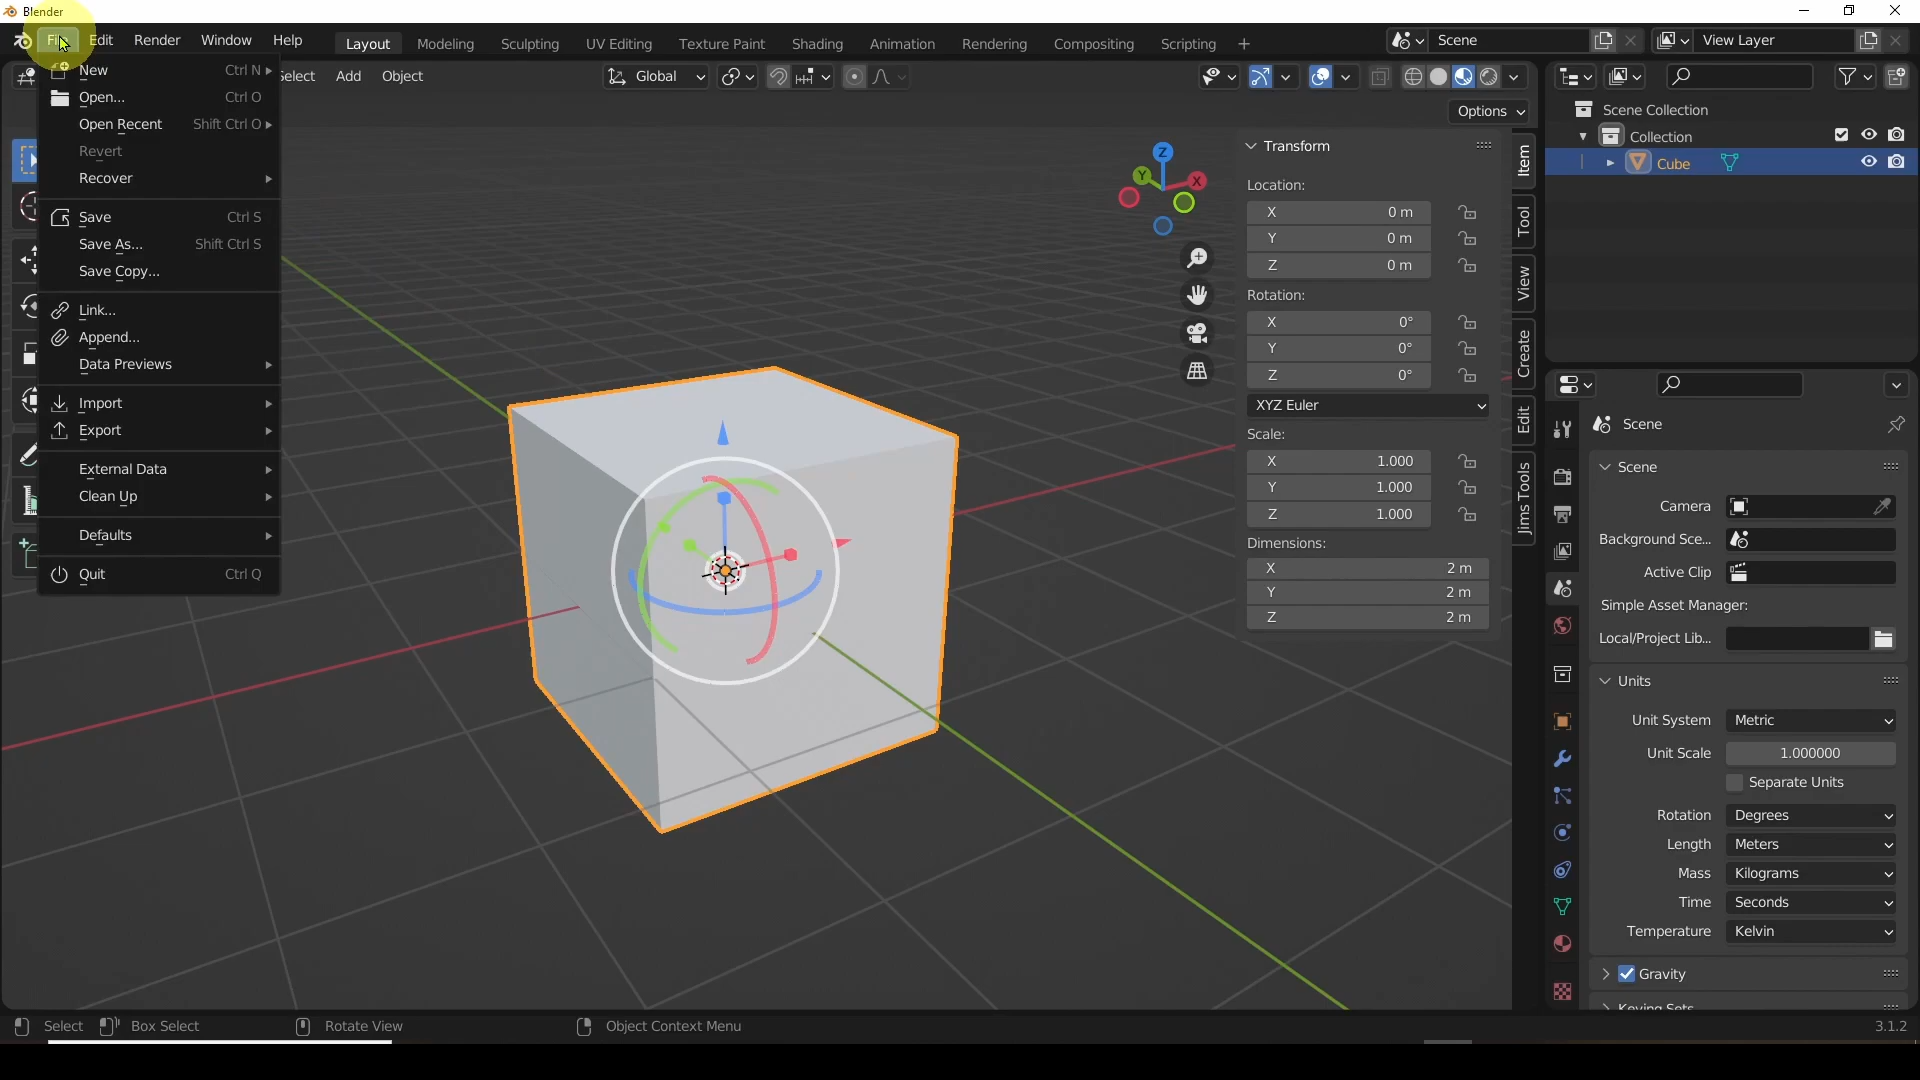 Blender
File Edit Render Window Help Layout Modeling Sculpting UV Editing Texture Paint Shading Animation Rendering Compositing Scripting + Scene View Layer
Select Add Object Global
Options
New Ctrl N
Open... Ctrl O
Open Recent Shift Ctrl O
Revert
Recover
Save Ctrl S
Save As... Shift Ctrl S
Save Copy...
Link...
Append...
Data Previews
Import
Export
External Data
Clean Up
Defaults
Quit Ctrl Q
Z
Y
X
Transform
Location:
X 0 m
Y 0 m
Z 0 m
Rotation:
X 0°
Y 0°
Z 0°
XYZ Euler
Scale:
X 1.000
Y 1.000
Z 1.000
Dimensions:
X 2 m
Y 2 m
Z 2 m
Item
Tool
View
Create
Edit
Jims Tools
Scene Collection
Collection
Cube
Scene
Scene
Camera
Background Sce...
Active Clip
Simple Asset Manager:
Local/Project Lib...
Units
Unit System Metric
Unit Scale 1.000000
Separate Units
Rotation Degrees
Length Meters
Mass Kilograms
Time Seconds
Temperature Kelvin
Gravity
Keying Sets
Select Box Select Rotate View Object Context Menu 3.1.2